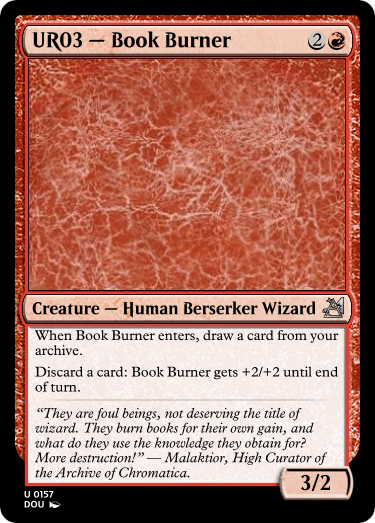 UR03 — Book Burner 2
Creature — Human Berserker Wizard
When Book Burner enters, draw a card from your
archive.
Discard a card: Book Burner gets +2/+2 until end
of turn.
“They are foul beings, not deserving the title of
wizard. They burn books for their own gain, and
what do they use the knowledge they obtain for?
More destruction!” — Malaktior, High Curator of
the Archive of Chromatica.
3/2
U 0157
DOU